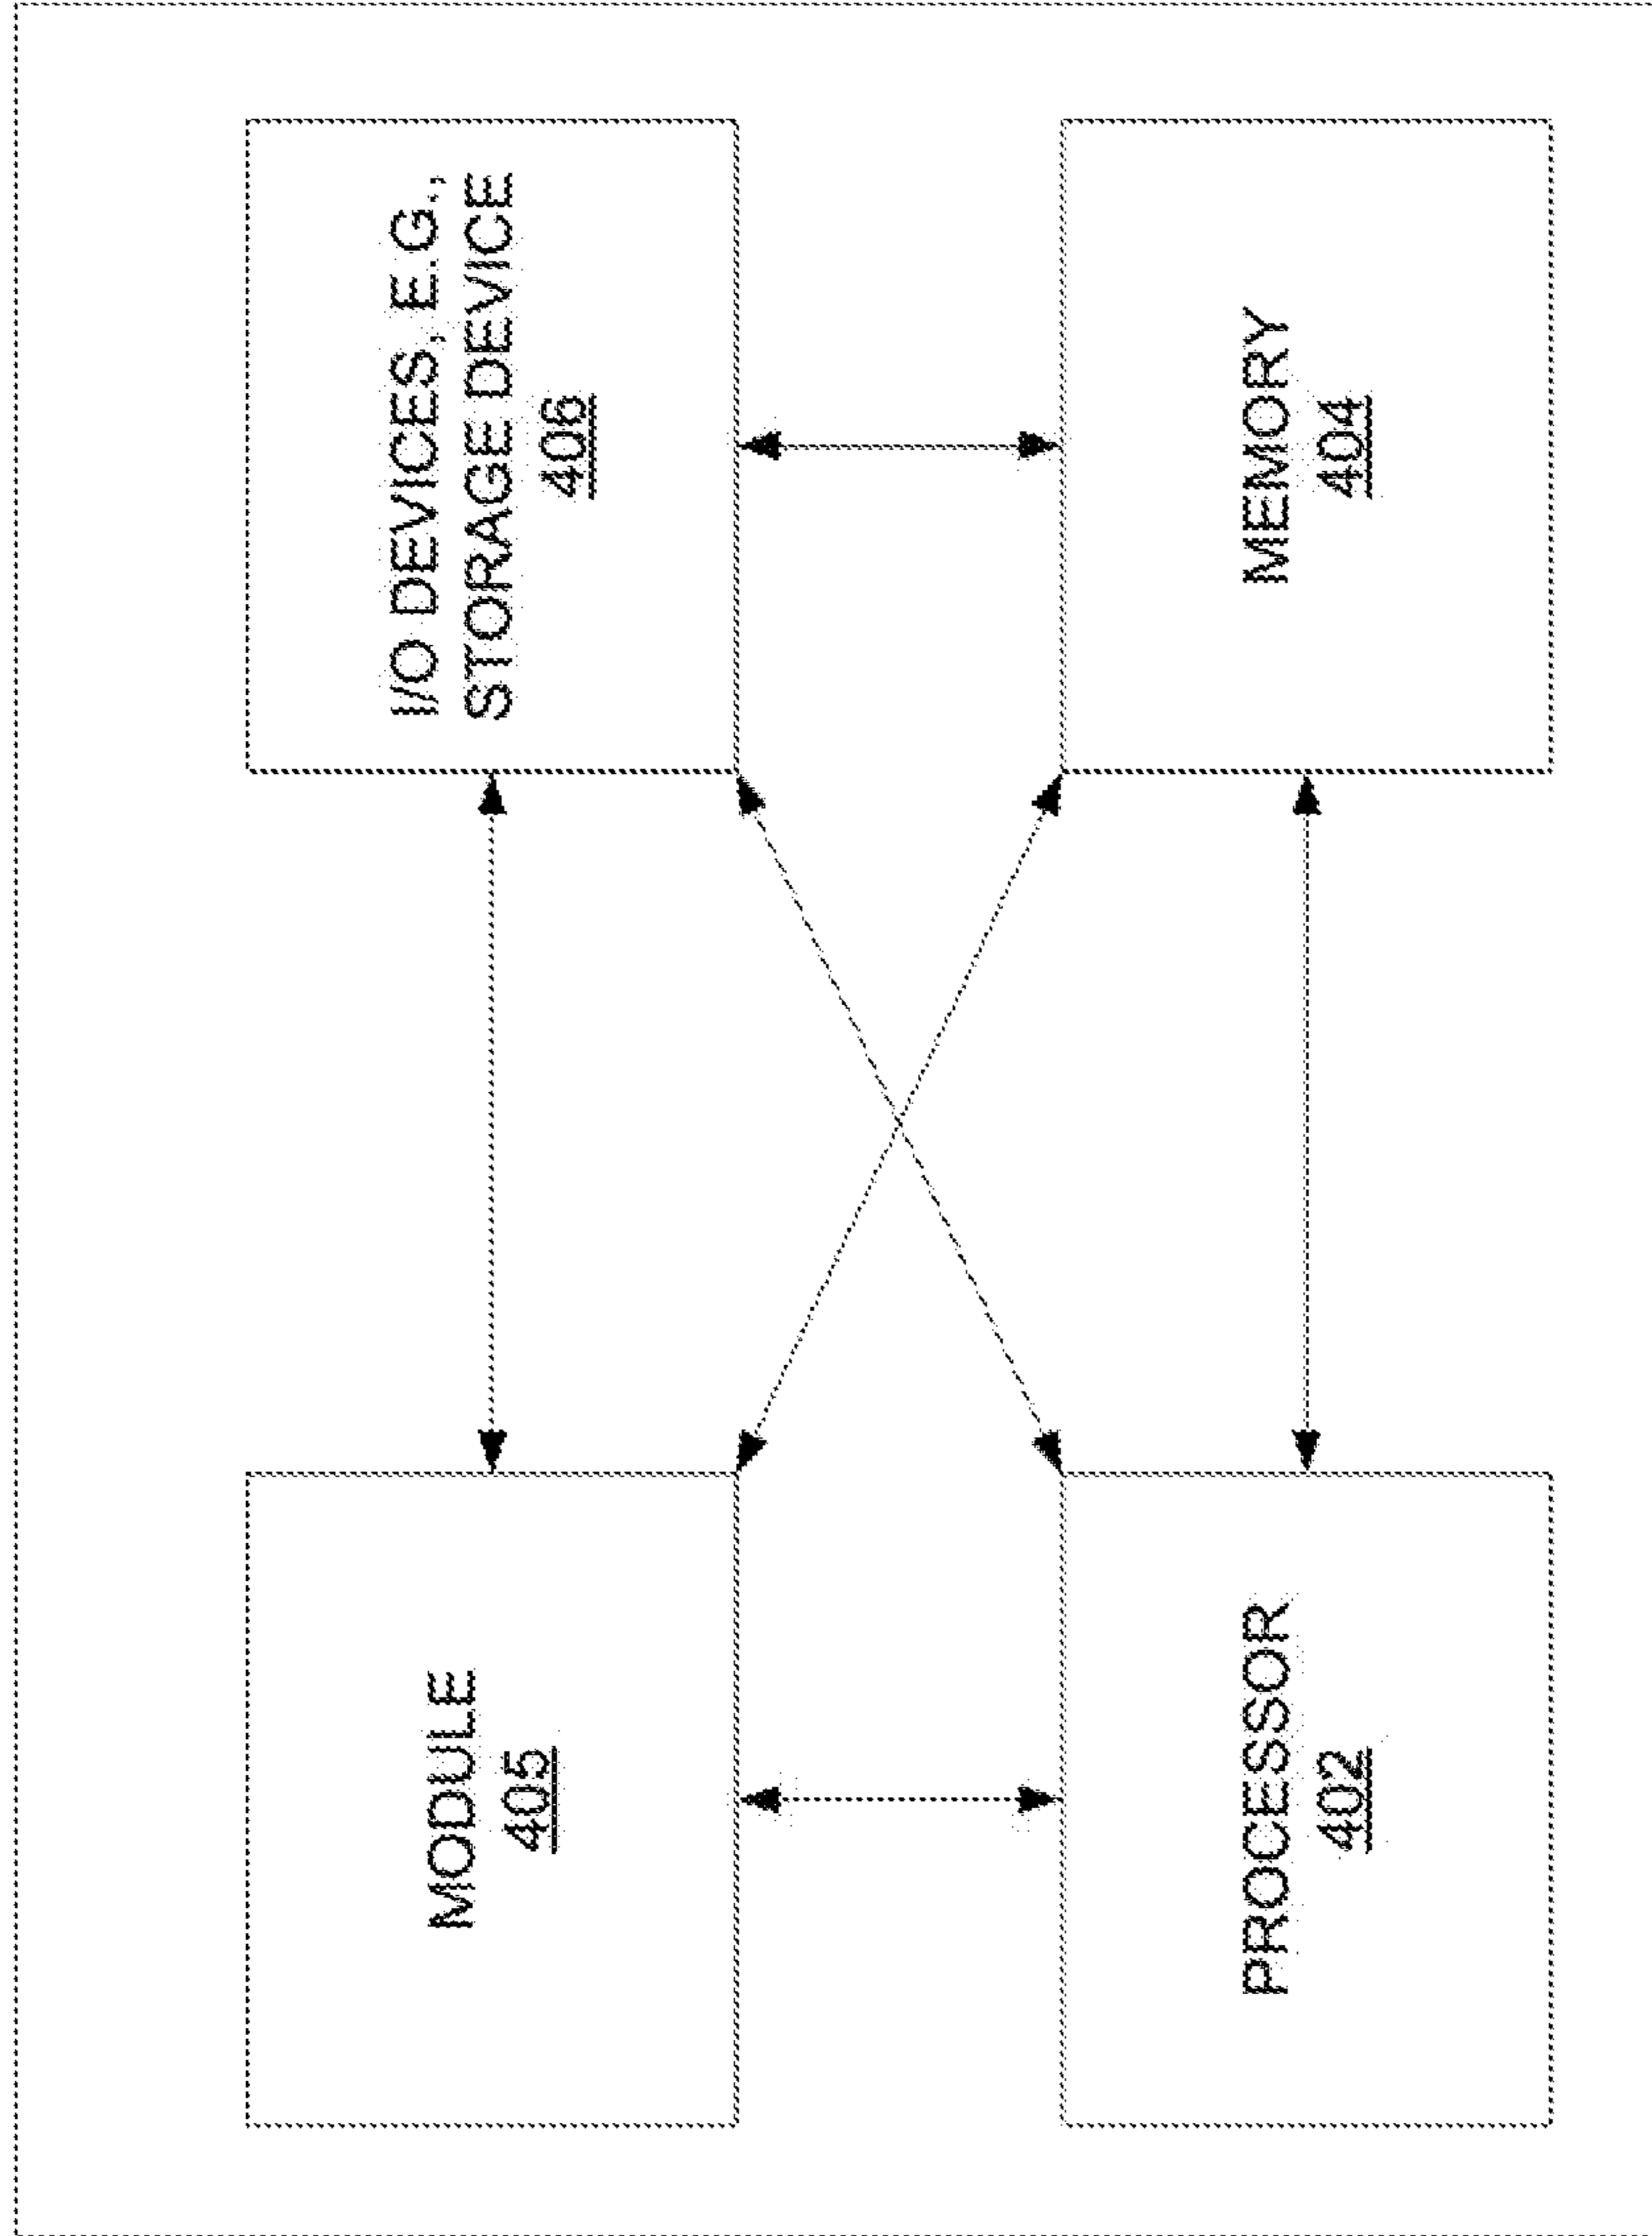 MODULE
405
I/O DEVICES, E.G.,
STORAGE DEVICE
406
PROCESSOR
402
MEMORY
404